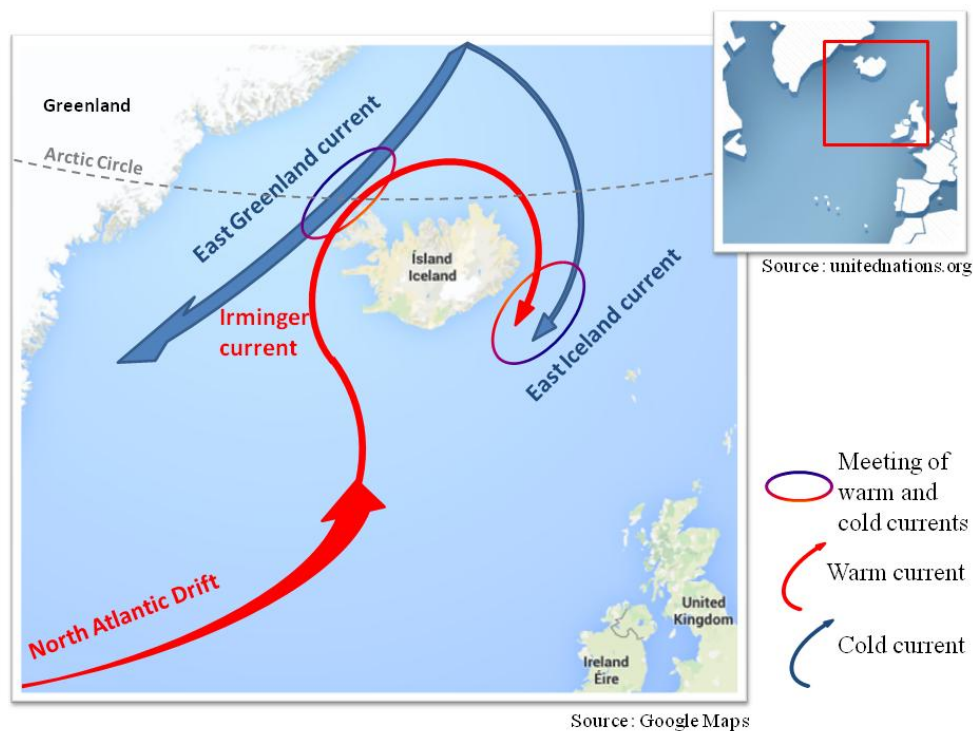 Greenland
Arctic Circle
East Greenland current
Ísland
Iceland
Irminger
current
East Iceland current
North Atlantic Drift
United
Kingdom
Ireland
Éire
Source: Google Maps
Source: unitednations.org
Meeting of
warm and
cold currents
Warm current
Cold current